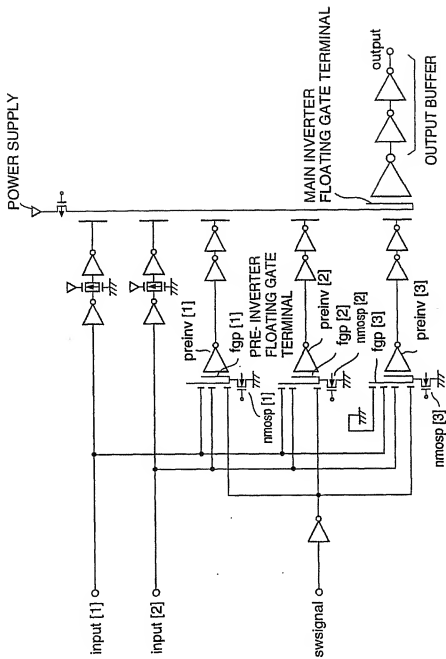 POWER SUPPLY
input [1]
input [2]
swsignal
preinv [1]
fgp [1]
nmosp [1]
PRE- INVERTER
FLOATING GATE
TERMINAL
preinv [2]
fgp [2]
nmosp [2]
fgp [3]
preinv [3]
nmosp [3]
MAIN INVERTER
FLOATING GATE TERMINAL
output
OUTPUT BUFFER